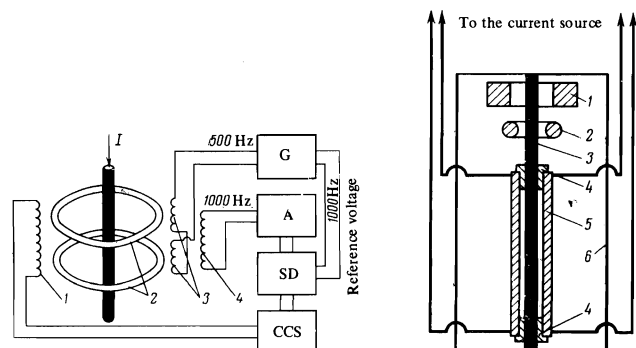 To the current source
I
500 Hz
G
1000 Hz
A
1000 Hz
Reference voltage
SD
CCS
1
2
3
4
1
2
3
4
5
6
4